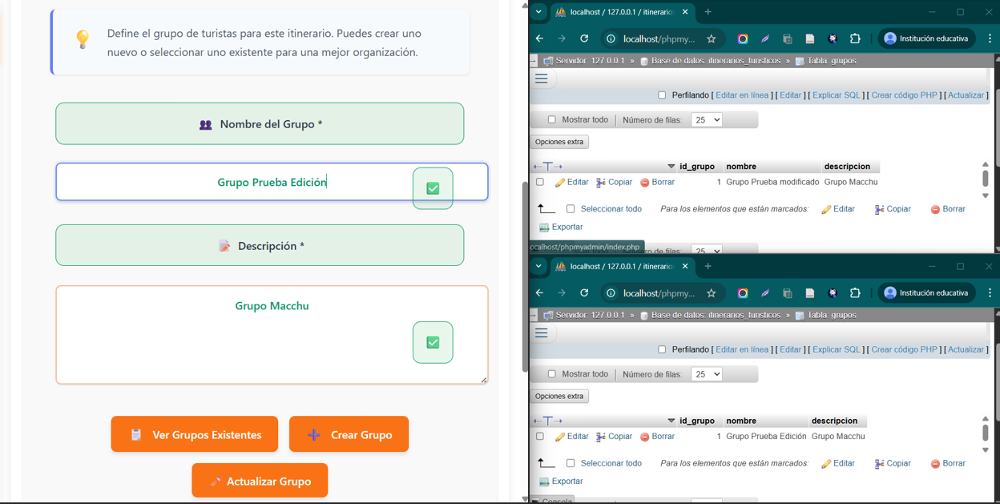 Define el grupo de turistas para este itinerario. Puedes crear uno
nuevo o seleccionar uno existente para una mejor organización.
Nombre del Grupo *
Grupo Prueba Edición
Descripción *
Grupo Macchu
Ver Grupos Existentes
Crear Grupo
Actualizar Grupo
localhost / 127.0.0.1 / itinerario
localhost/phpmy...
Institución educativa
Servidor: 127.0.0.1 » Base de datos: itinerarios_turisticos » Tabla: grupos
Perfilando [ Editar en línea ] [ Editar ] [ Explicar SQL ] [ Crear código PHP ] [ Actualizar ]
Mostrar todo | Número de filas: 25
Opciones extra
←T→ id_grupo nombre descripcion
Editar Copiar Borrar 1 Grupo Prueba modificado Grupo Macchu
Seleccionar todo Para los elementos que están marcados: Editar Copiar Borrar
Exportar
ocalhost/phpmyadmin/index.php
de filas: 25
localhost / 127.0.0.1 / itinerario
localhost/phpmy...
Institución educativa
Servidor: 127.0.0.1 » Base de datos: itinerarios_turisticos » Tabla: grupos
Perfilando [ Editar en línea ] [ Editar ] [ Explicar SQL ] [ Crear código PHP ] [ Actualizar ]
Mostrar todo | Número de filas: 25
Opciones extra
←T→ id_grupo nombre descripcion
Editar Copiar Borrar 1 Grupo Prueba Edición Grupo Macchu
Seleccionar todo Para los elementos que están marcados: Editar Copiar Borrar
Exportar
Consola